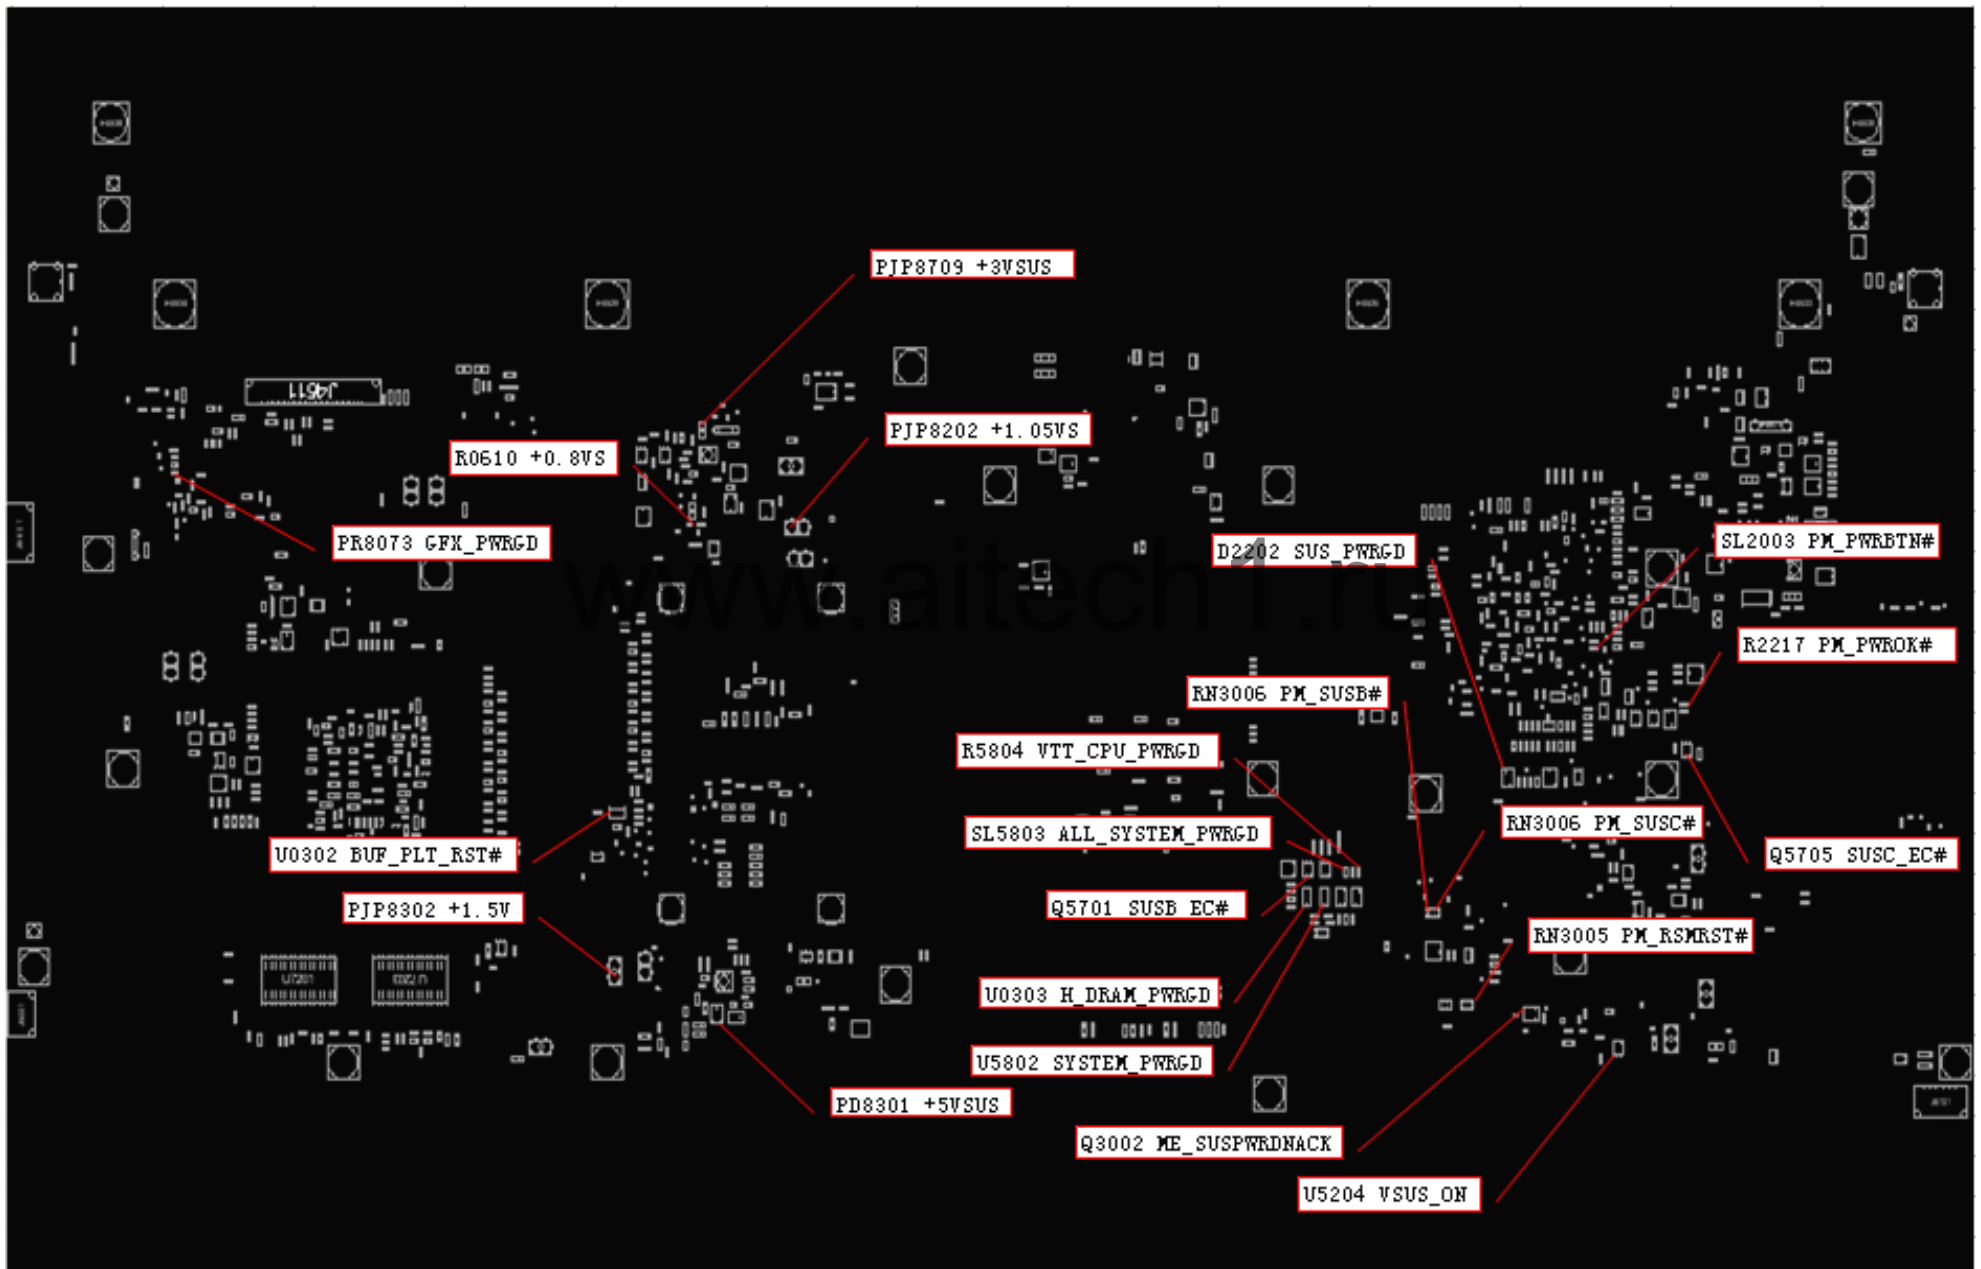 PJP8709 +3VSUS
J4511
PJP8202 +1.05VS
R0610 +0.8VS
PR8073 GFX_PWRGD
D2202 SUS_PWRGD
SL2003 PM_PWRBTN#
www.aitech1.ru
R2217 PM_PWROK#
RN3006 PM_SUSB#
R5804 VTT_CPU_PWRGD
RN3006 PM_SUSC#
SL5803 ALL_SYSTEM_PWRGD
U0302 BUF_PLT_RST#
Q5705 SUSC_EC#
PJP8302 +1.5V
Q5701 SUSB_EC#
RN3005 PM_RSMRST#
U0303 H_DRAM_PWRGD
U5802 SYSTEM_PWRGD
PD8301 +5VSUS
Q3002 ME_SUSPWRDNACK
U5204 VSUS_ON